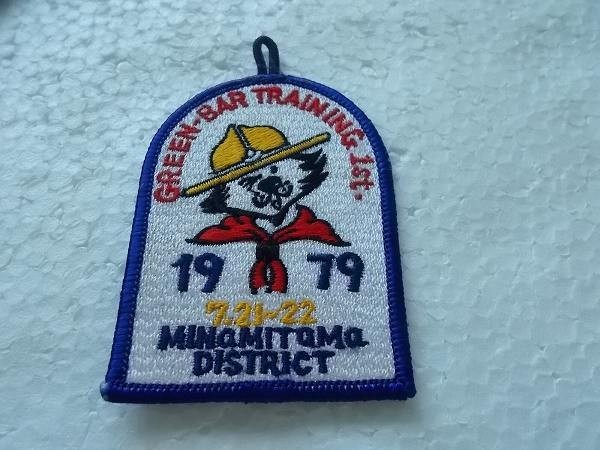 GREEN-BAR TRAINING 1st.
19 79
7.21~22
MINaMITaMa
DISTRICT